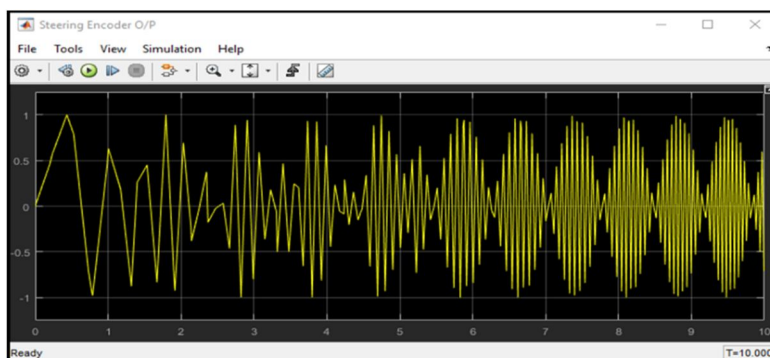 Steering Encoder O/P
File Tools View Simulation Help
1
0.5
0
-0.5
-1
0 1 2 3 4 5 6 7 8 9 10
Ready T=10.000